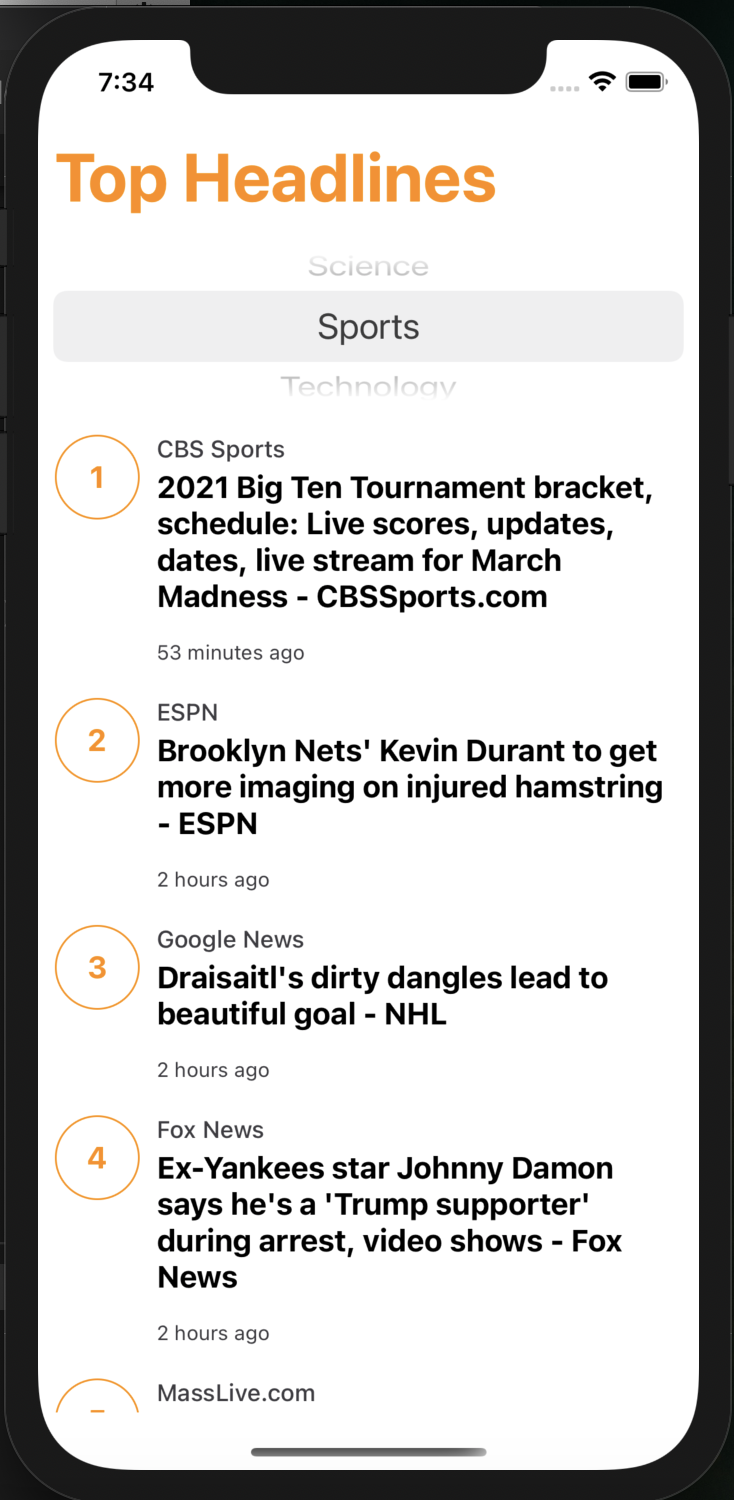 7:34
Top Headlines
Science
Sports
Technology
1
CBS Sports
2021 Big Ten Tournament bracket,
schedule: Live scores, updates,
dates, live stream for March
Madness - CBSSports.com
53 minutes ago
2
ESPN
Brooklyn Nets' Kevin Durant to get
more imaging on injured hamstring
- ESPN
2 hours ago
3
Google News
Draisaitl's dirty dangles lead to
beautiful goal - NHL
2 hours ago
4
Fox News
Ex-Yankees star Johnny Damon
says he's a 'Trump supporter'
during arrest, video shows - Fox
News
2 hours ago
MassLive.com